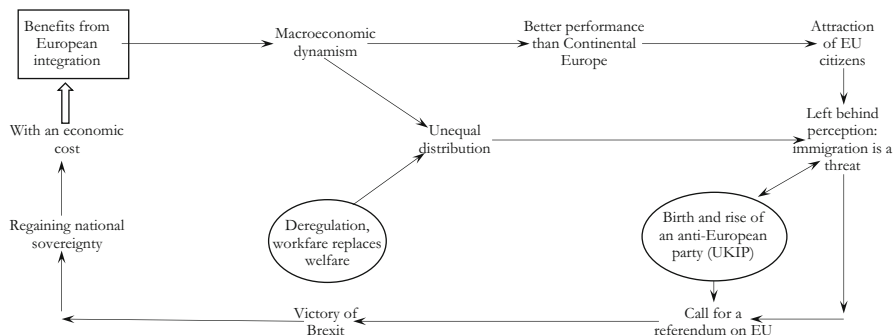 Benefits from
European
integration
Macroeconomic
dynamism
Better performance
than Continental
Europe
Attraction
of EU
citizens
With an economic
cost
Unequal
distribution
Left behind
perception:
immigration is a
threat
Regaining national
sovereignty
Deregulation,
workfare replaces
welfare
Birth and rise of
an anti-European
party (UKIP)
Victory of
Brexit
Call for a
referendum on EU